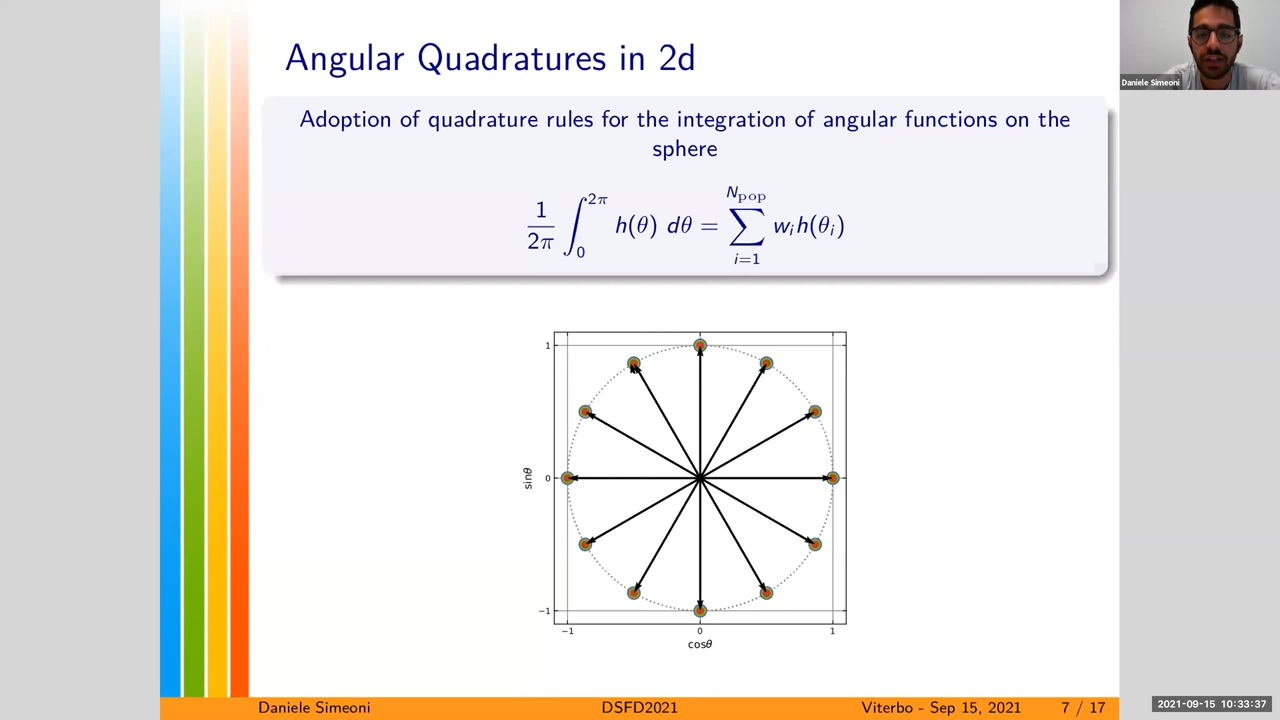 Angular Quadratures in 2d
Daniele Simeoni
Adoption of quadrature rules for the integration of angular functions on the
sphere
1/2π ∫₀^{2π} h(θ) dθ = ∑_{i=1}^{N_pop} w_i h(θ_i)
1
0
−1
sinθ
−1 0 1
cosθ
Daniele Simeoni DSFD2021 Viterbo - Sep 15, 2021 7 / 17
2021-09-15 10:33:37